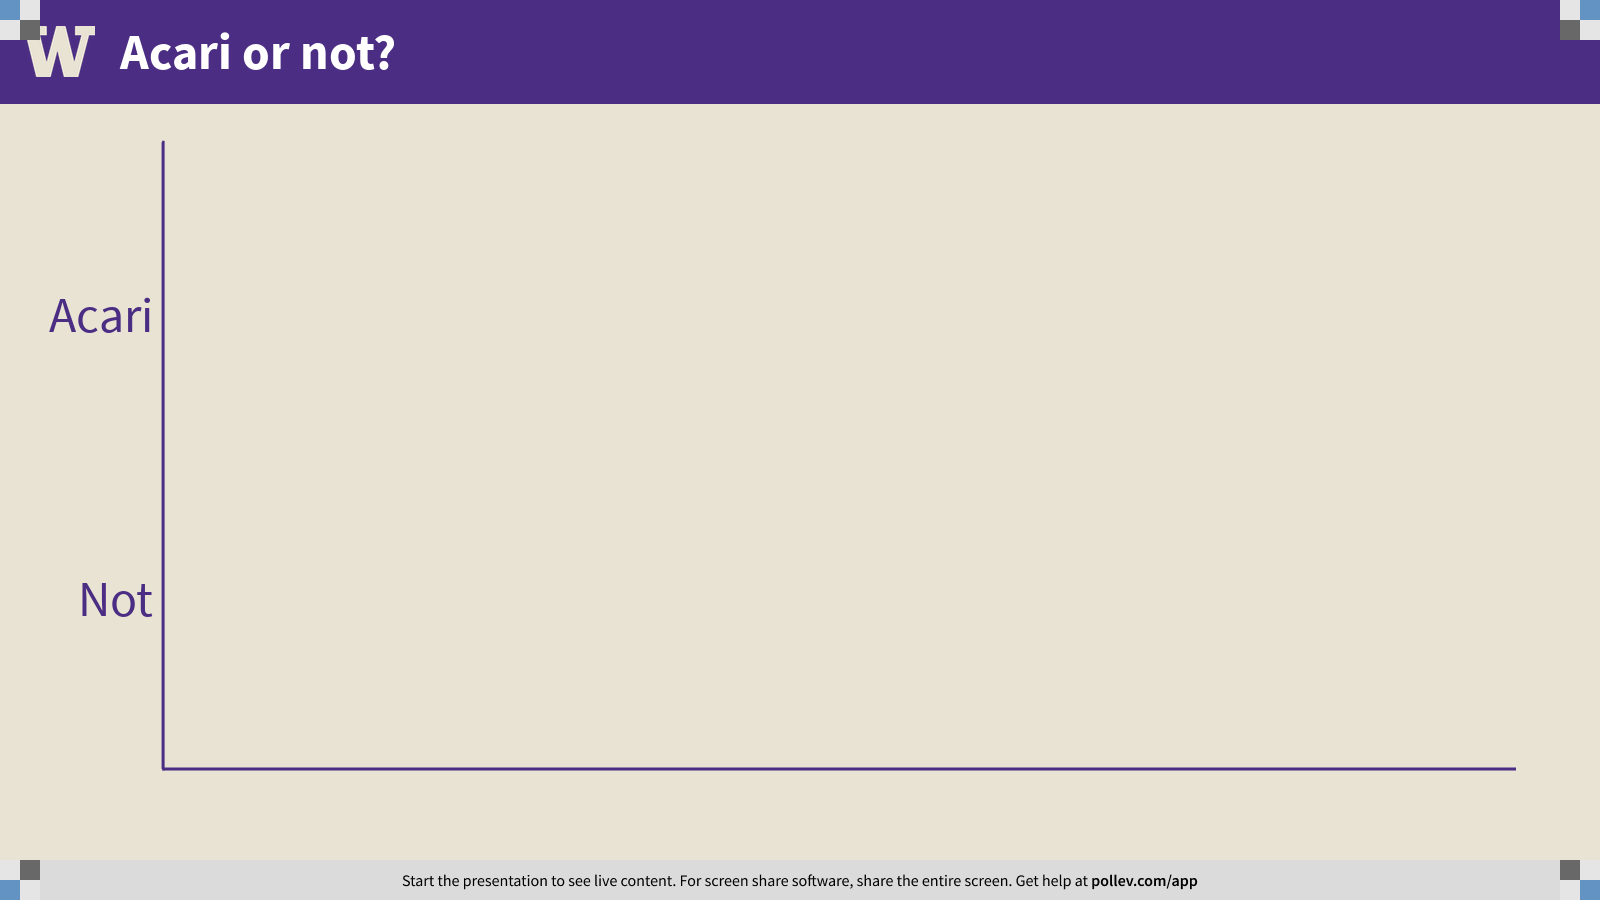 W Acari or not?
Acari
Not
Start the presentation to see live content. For screen share software, share the entire screen. Get help at pollev.com/app